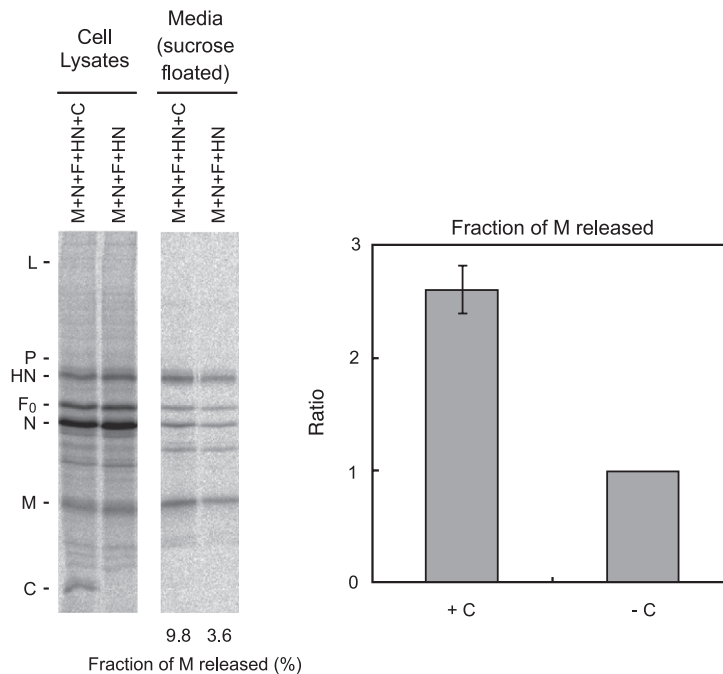 Cell
Lysates
Media
(sucrose
floated)
M+N+F+HN+C
M+N+F+HN
M+N+F+HN+C
M+N+F+HN
L -
P -
HN -
F₀ -
N -
M -
C -
9.8 3.6
Fraction of M released (%)
Fraction of M released
Ratio
3
2
1
0
+ C
- C